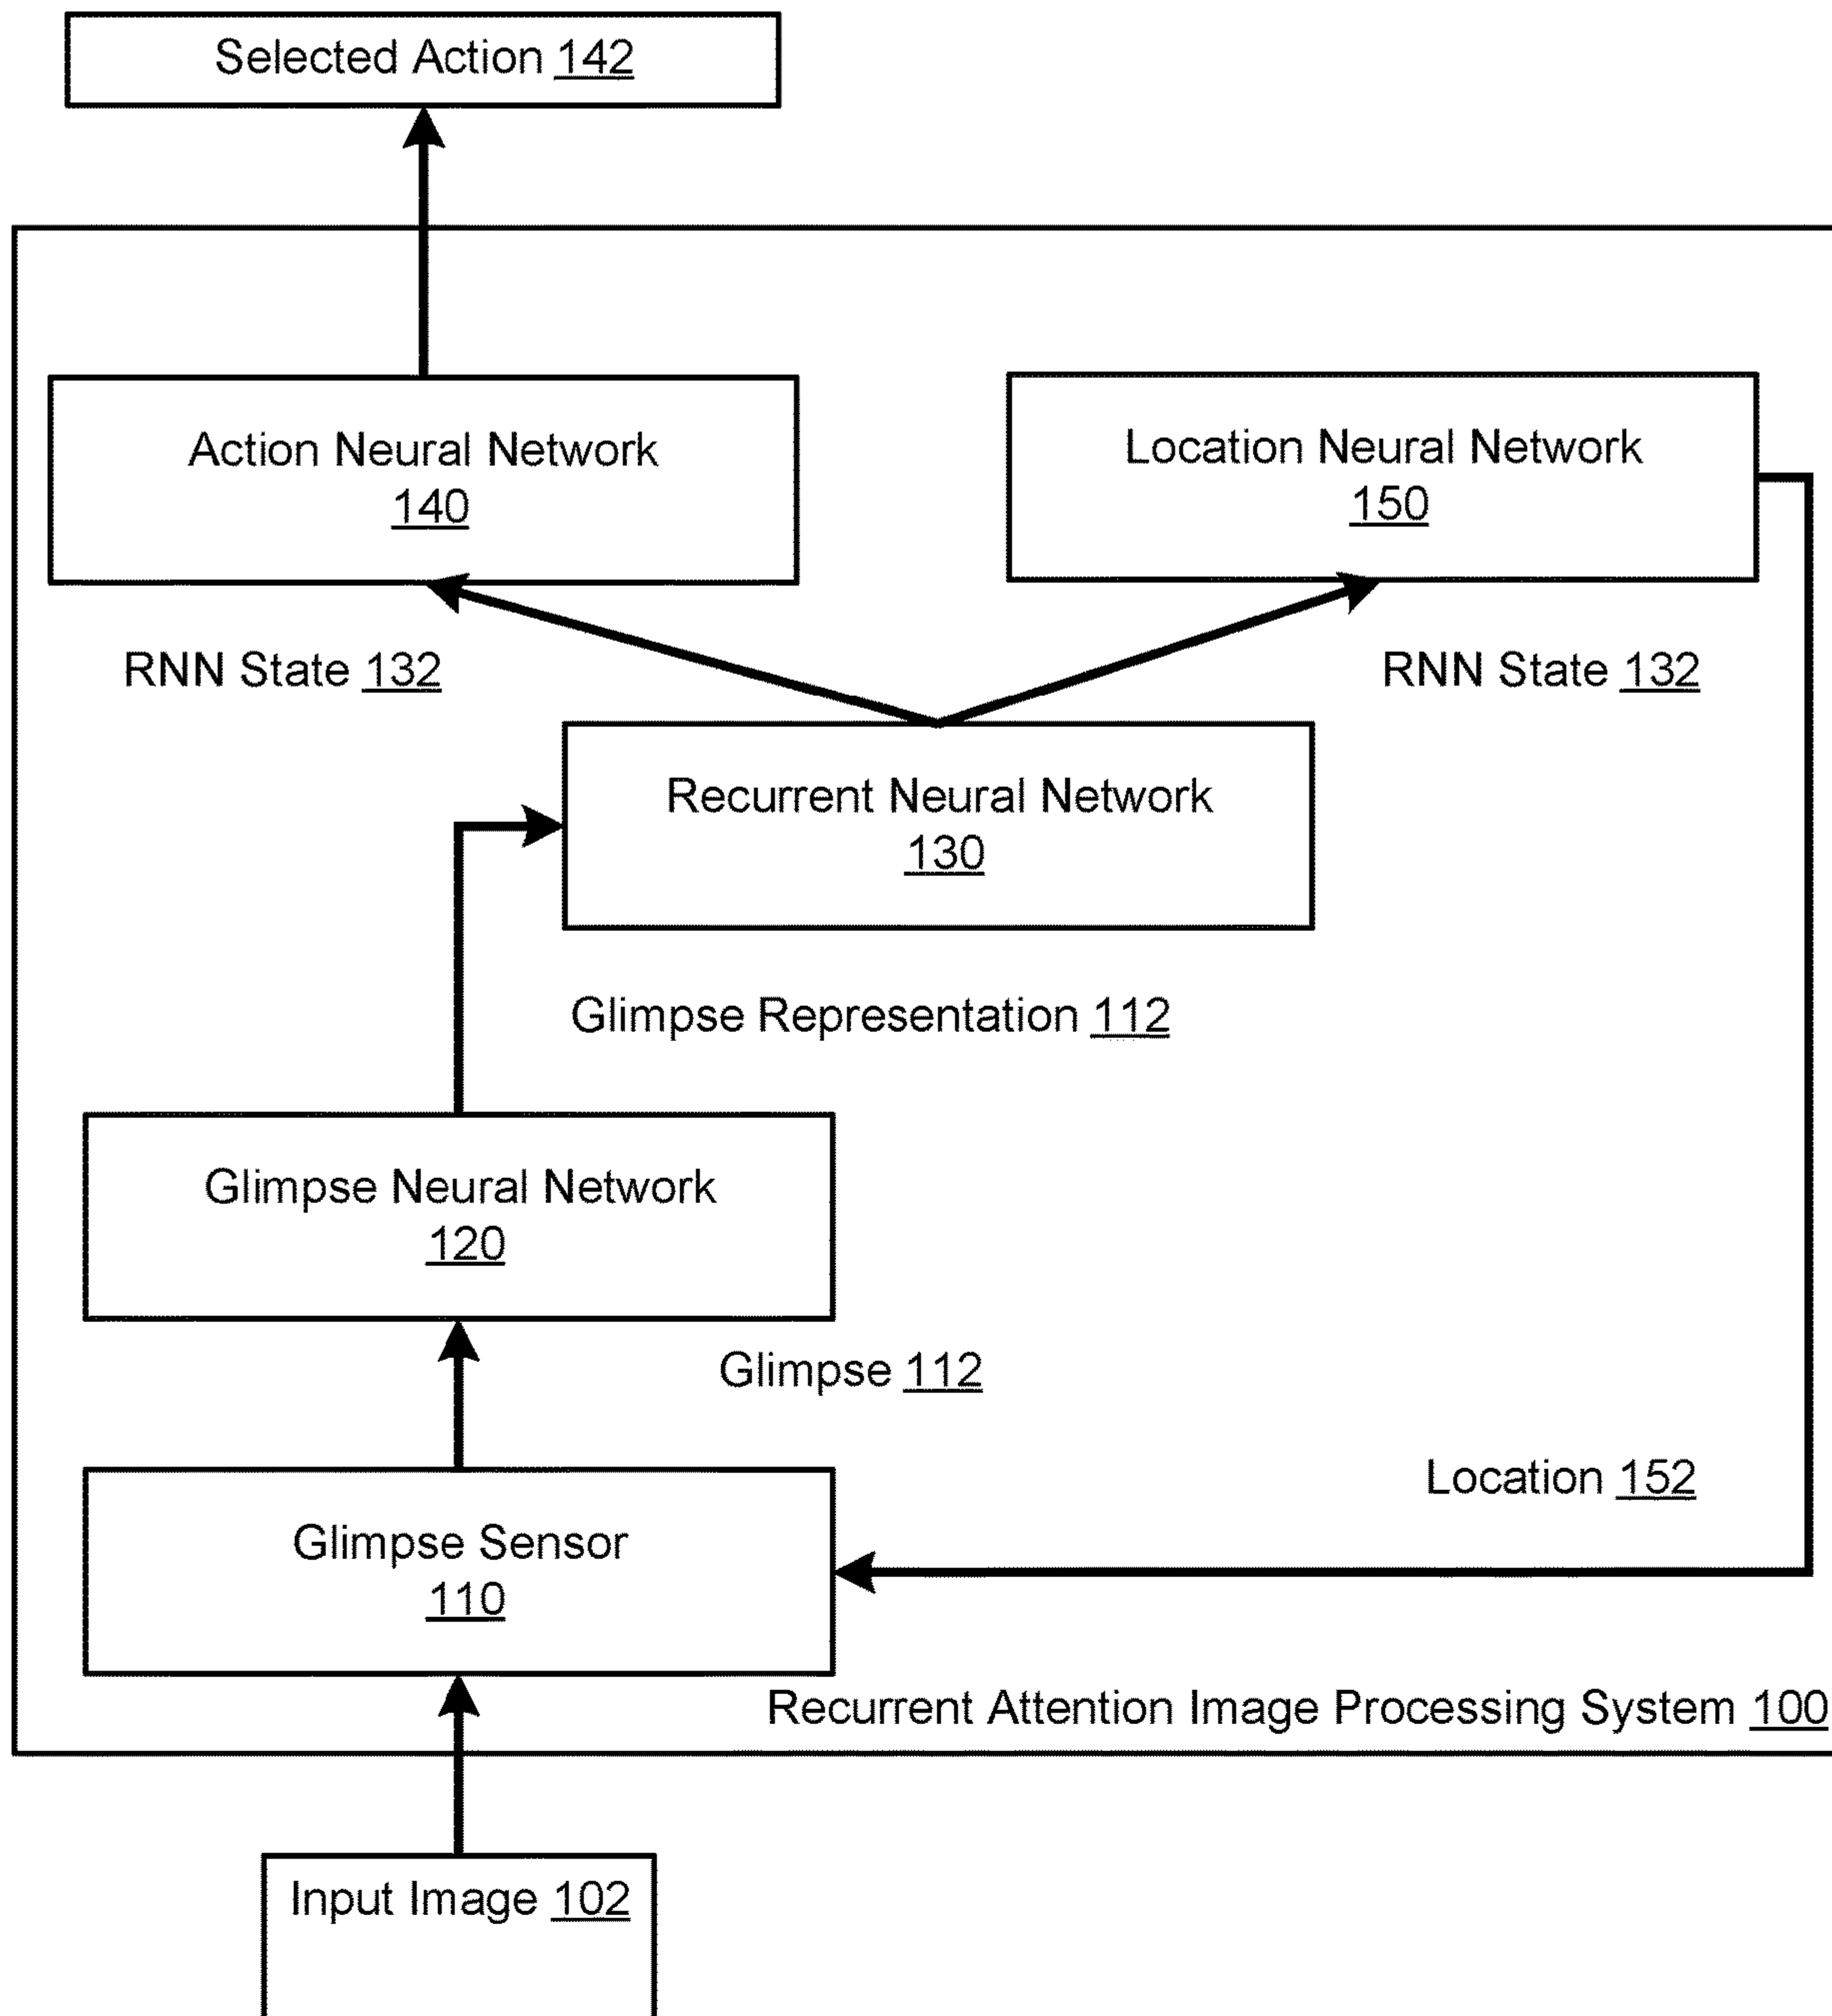 Selected Action 142
Action Neural Network
140
Location Neural Network
150
RNN State 132
RNN State 132
Recurrent Neural Network
130
Glimpse Representation 112
Glimpse Neural Network
120
Glimpse 112
Location 152
Glimpse Sensor
110
Recurrent Attention Image Processing System 100
Input Image 102